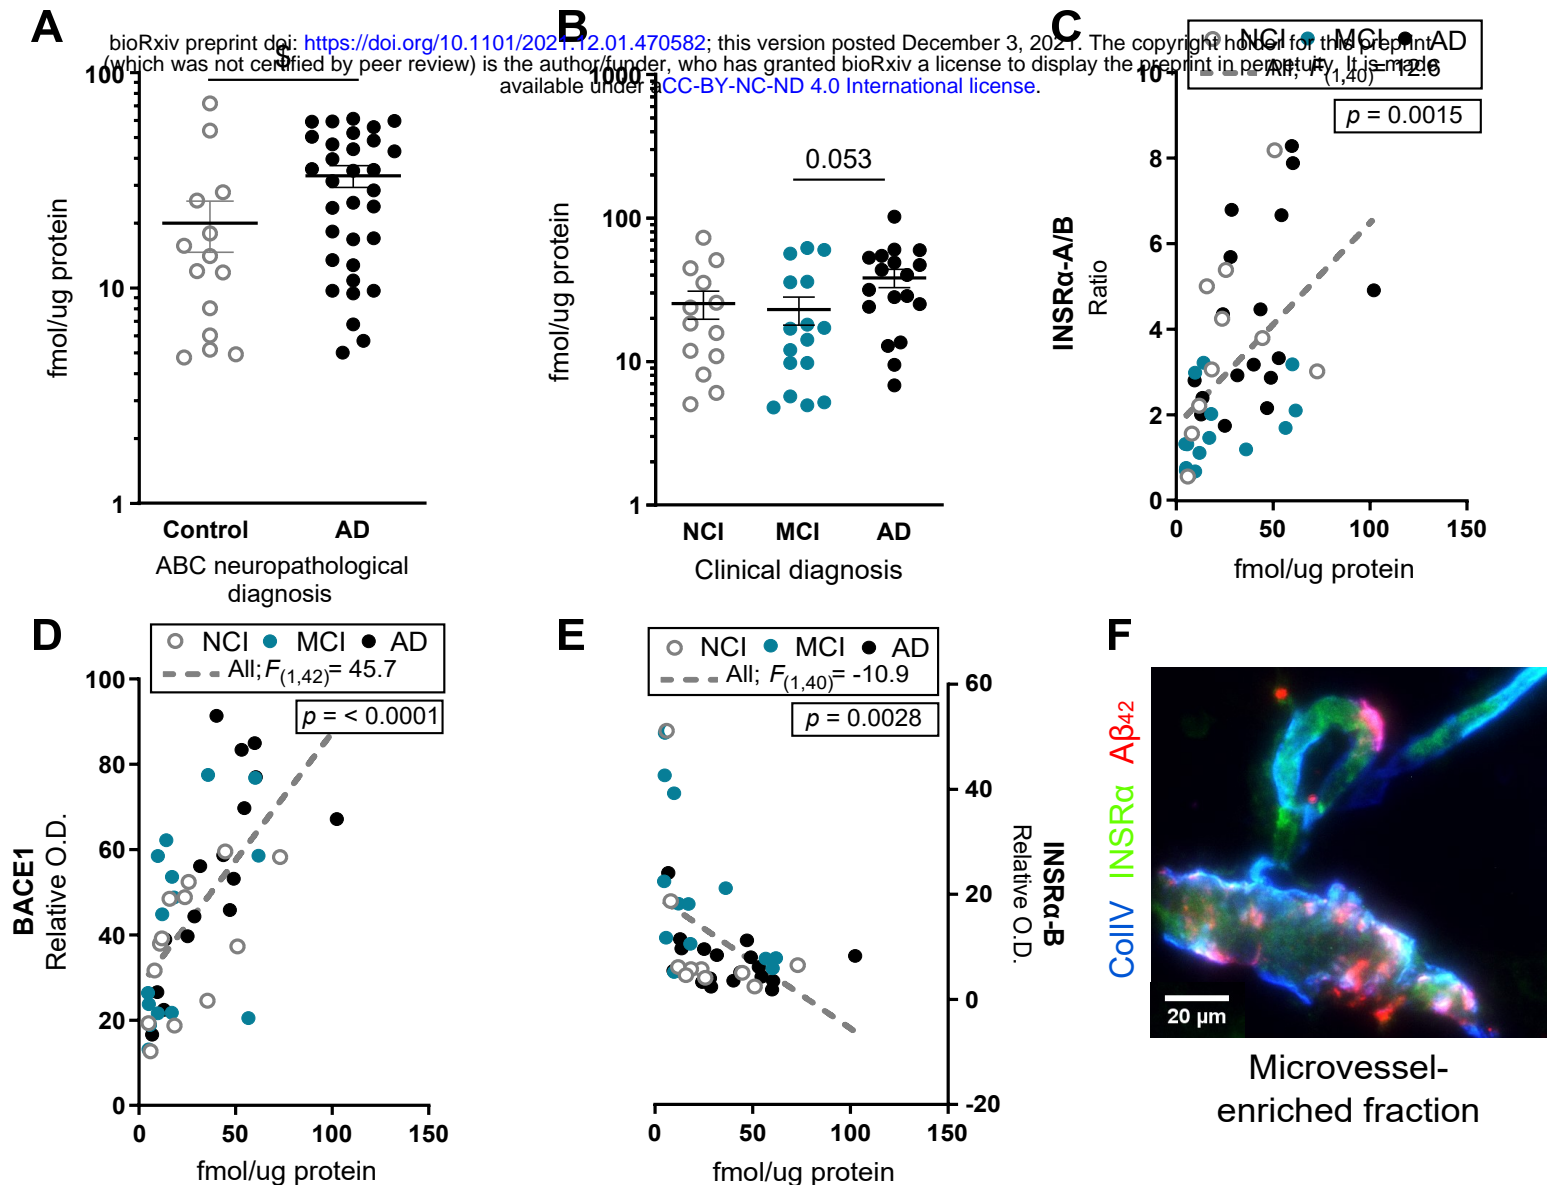 A
B
C
bioRxiv preprint doi: https://doi.org/10.1101/2021.12.01.470582; this version posted December 3, 2021. The copyright holder for this preprint
(which was not certified by peer review) is the author/funder, who has granted bioRxiv a license to display the preprint in perpetuity. It is made
available under aCC-BY-NC-ND 4.0 International license.
$
100
10
1
fmol/ug protein
Control
AD
ABC neuropathological
diagnosis
1000
100
10
1
fmol/ug protein
0.053
NCI
MCI
AD
Clinical diagnosis
NCI MCI AD
All; F(1,40)= 12.6
p = 0.0015
10
8
6
4
2
0
INSRα-A/B
Ratio
0 50 100 150
fmol/ug protein
D
NCI MCI AD
All; F(1,42)= 45.7
p = < 0.0001
100
80
60
40
20
0
BACE1
Relative O.D.
0 50 100 150
fmol/ug protein
E
NCI MCI AD
All; F(1,40)= -10.9
p = 0.0028
60
40
20
0
-20
INSRα-B
Relative O.D.
0 50 100 150
fmol/ug protein
F
ColIV INSRα Aβ42
20 µm
Microvessel-
enriched fraction